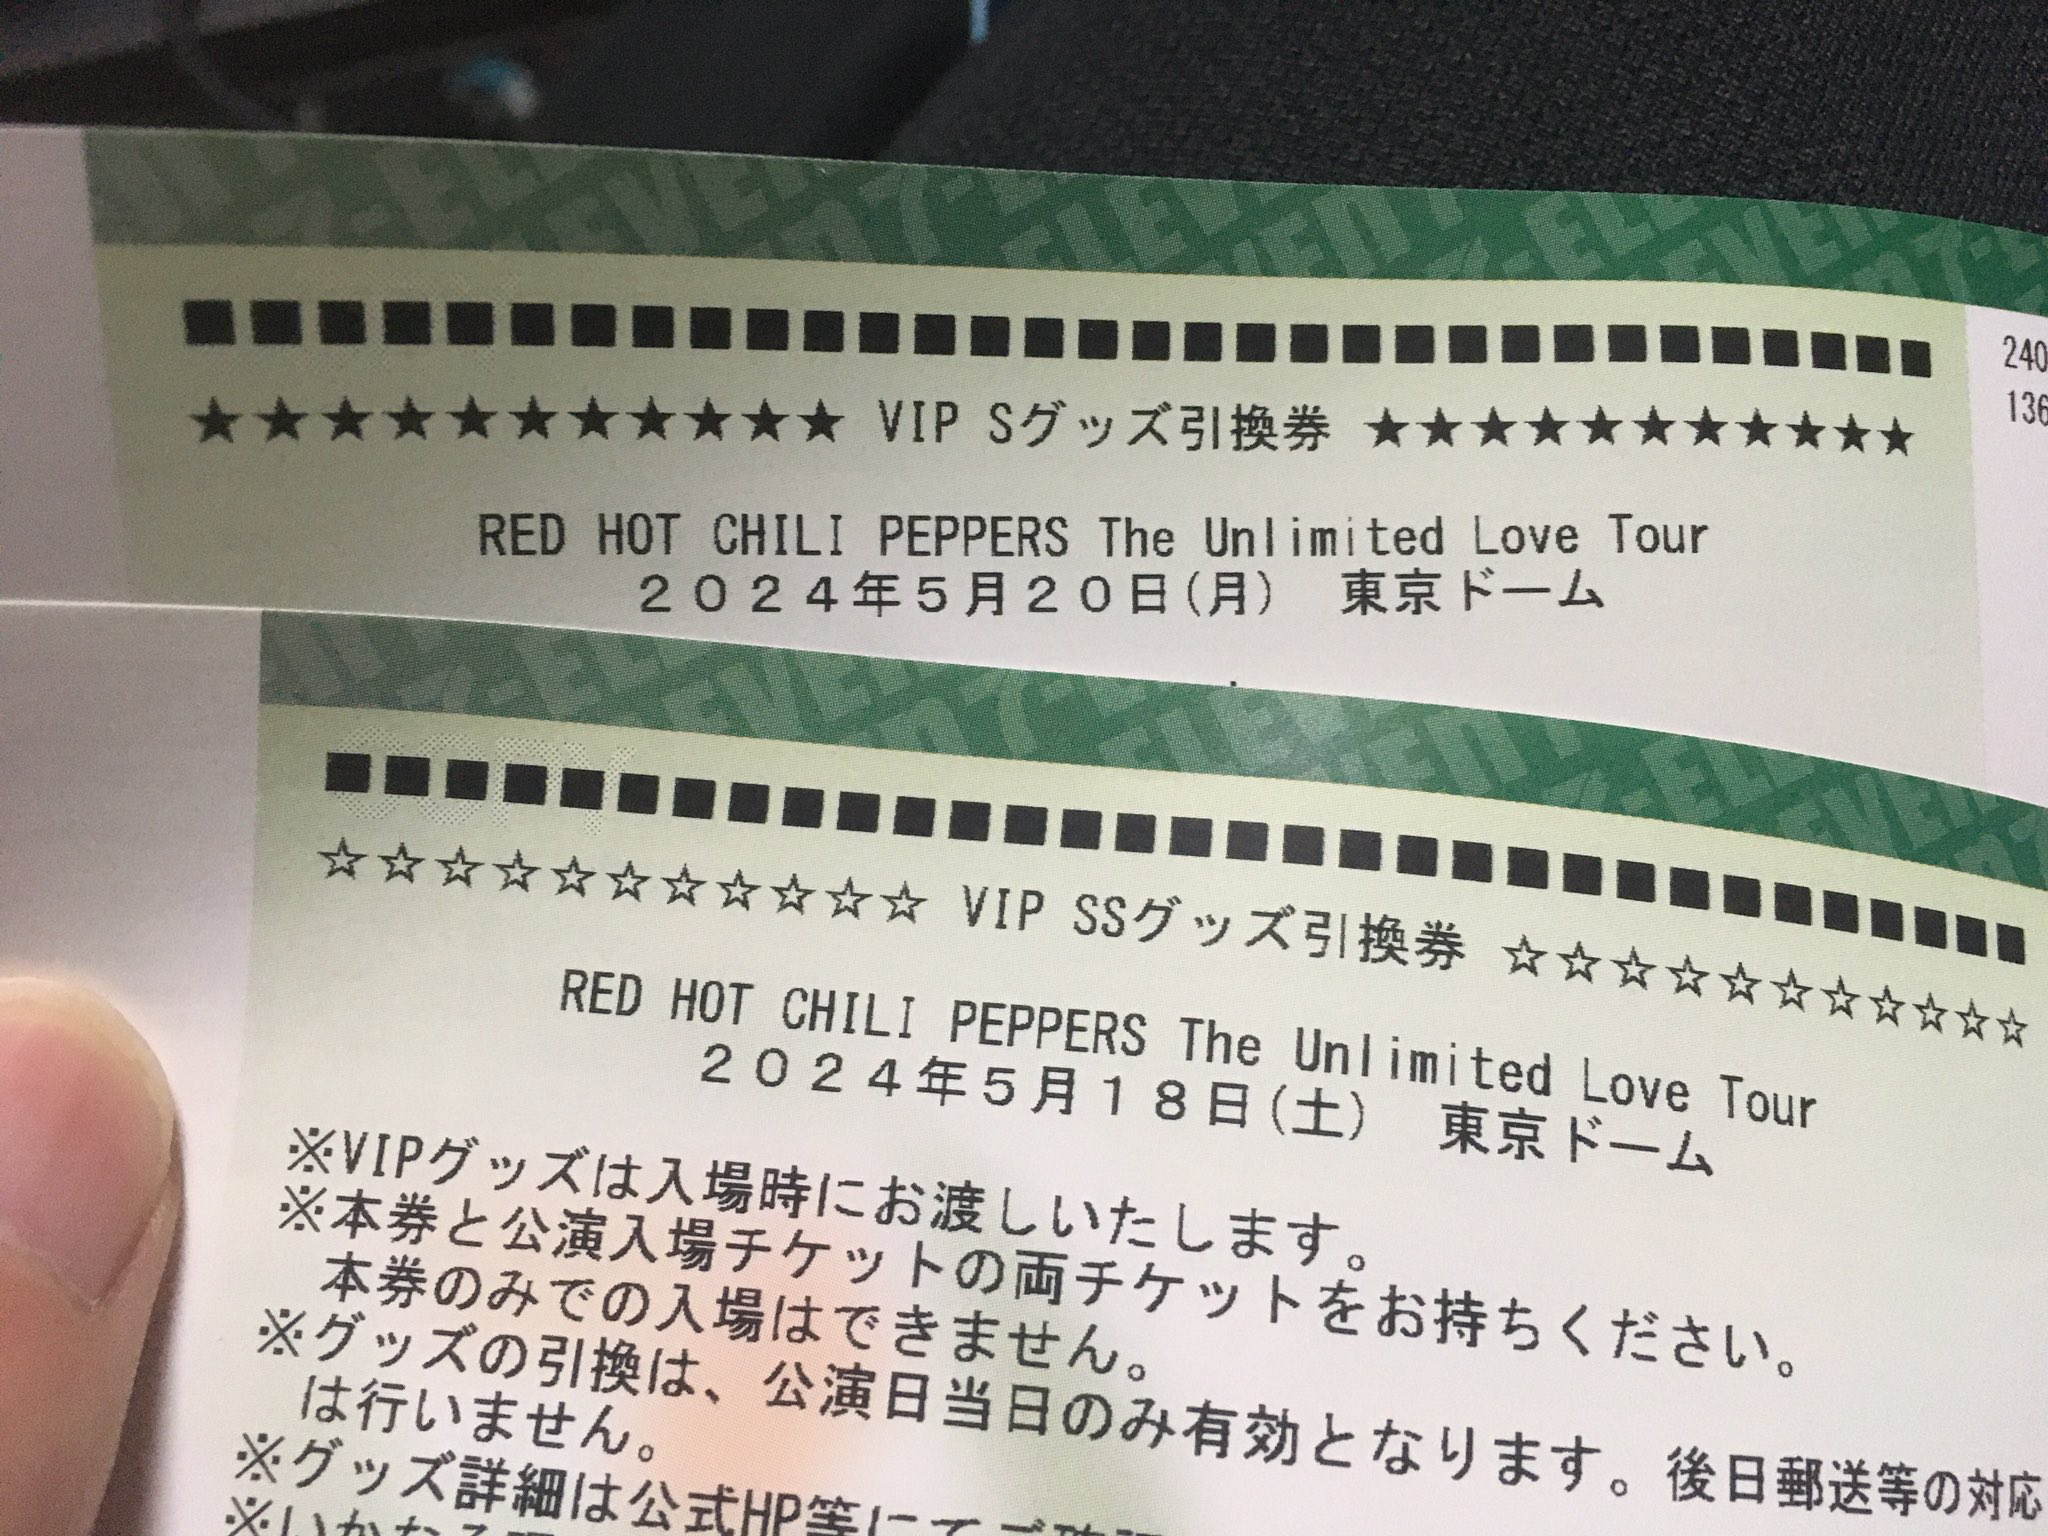 ■■■■■■■■■■■■■■■■■■■■■■■■■■■■■■■
★★★★★★★★★★★ VIP Sグッズ引換券 ★★★★★★★★★★★
240
136
RED HOT CHILI PEPPERS The Unlimited Love Tour
2024年5月20日(月) 東京ドーム
COPY
■■■■■■■■■■■■■■■■■■■■■■■■■■■■■■■
☆☆☆☆☆☆☆☆☆☆☆ VIP SSグッズ引換券 ☆☆☆☆☆☆☆☆☆☆☆
RED HOT CHILI PEPPERS The Unlimited Love Tour
2024年5月18日(土) 東京ドーム
※VIPグッズは入場時にお渡しいたします。
※本券と公演入場チケットの両チケットをお持ちください。
本券のみでの入場はできません。
※グッズの引換は、公演日当日のみ有効となります。後日郵送等の対応
は行いません。
※グッズ詳細は公式HP等にてご確認